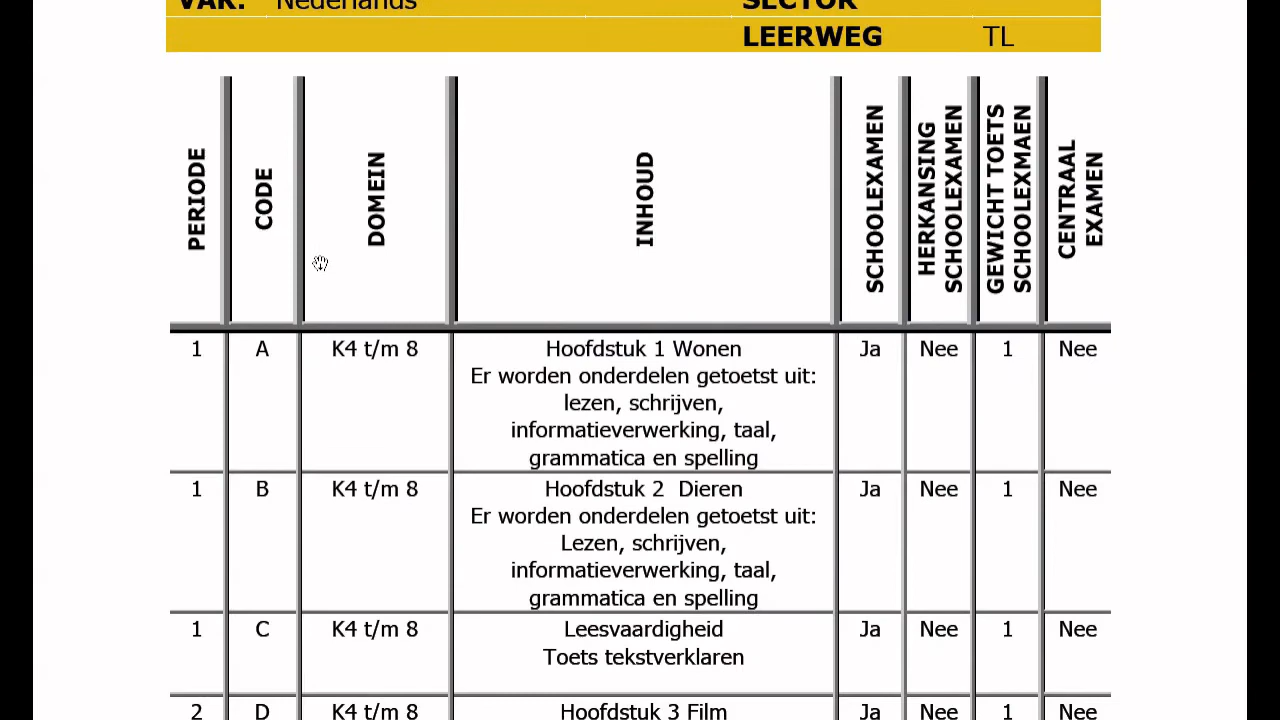 VAK: Nederlands SECTOR
LEERWEG TL
PERIODE CODE DOMEIN INHOUD SCHOOLEXAMEN HERKANSING SCHOOLEXAMEN GEWICHT TOETS SCHOOLEXMAEN CENTRAAL EXAMEN
1 A K4 t/m 8 Hoofdstuk 1 Wonen Ja Nee 1 Nee
Er worden onderdelen getoetst uit:
lezen, schrijven,
informatieverwerking, taal,
grammatica en spelling
1 B K4 t/m 8 Hoofdstuk 2 Dieren Ja Nee 1 Nee
Er worden onderdelen getoetst uit:
Lezen, schrijven,
informatieverwerking, taal,
grammatica en spelling
1 C K4 t/m 8 Leesvaardigheid Ja Nee 1 Nee
Toets tekstverklaren
2 D K4 t/m 8 Hoofdstuk 3 Film Ja Nee 1 Nee